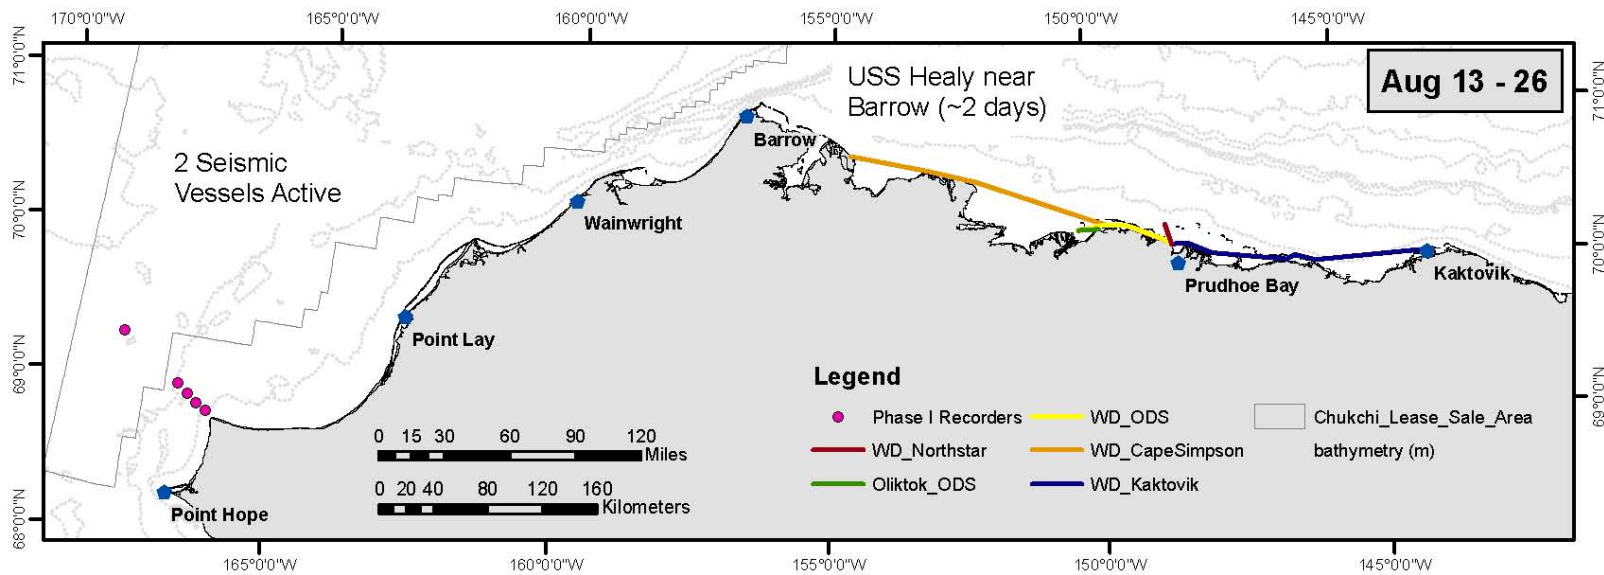 170°0'0"W 165°0'0"W 160°0'0"W 155°0'0"W 150°0'0"W 145°0'0"W
71°0'0"N
71°0'0"N
70°0'0"N
70°0'0"N
69°0'0"N
69°0'0"N
68°0'0"N
Aug 13 - 26
USS Healy near
Barrow (~2 days)
2 Seismic
Vessels Active
Barrow
Wainwright
Point Lay
Point Hope
Prudhoe Bay
Kaktovik
Legend
Phase I Recorders
WD_Northstar
Oliktok_ODS
WD_ODS
WD_CapeSimpson
WD_Kaktovik
Chukchi_Lease_Sale_Area
bathymetry (m)
0 15 30 60 90 120
Miles
0 20 40 80 120 160
Kilometers
165°0'0"W 160°0'0"W 155°0'0"W 150°0'0"W 145°0'0"W